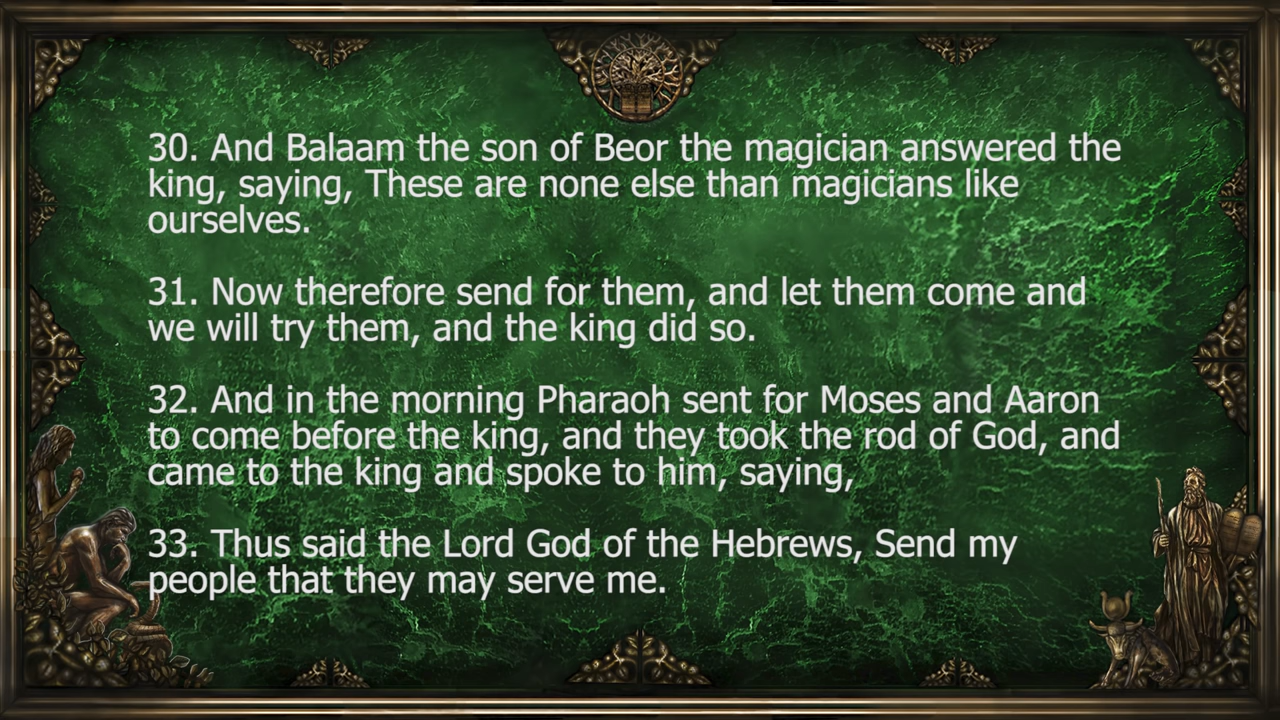 30. And Balaam the son of Beor the magician answered the
king, saying, These are none else than magicians like
ourselves.
31. Now therefore send for them, and let them come and
we will try them, and the king did so.
32. And in the morning Pharaoh sent for Moses and Aaron
to come before the king, and they took the rod of God, and
came to the king and spoke to him, saying,
33. Thus said the Lord God of the Hebrews, Send my
people that they may serve me.